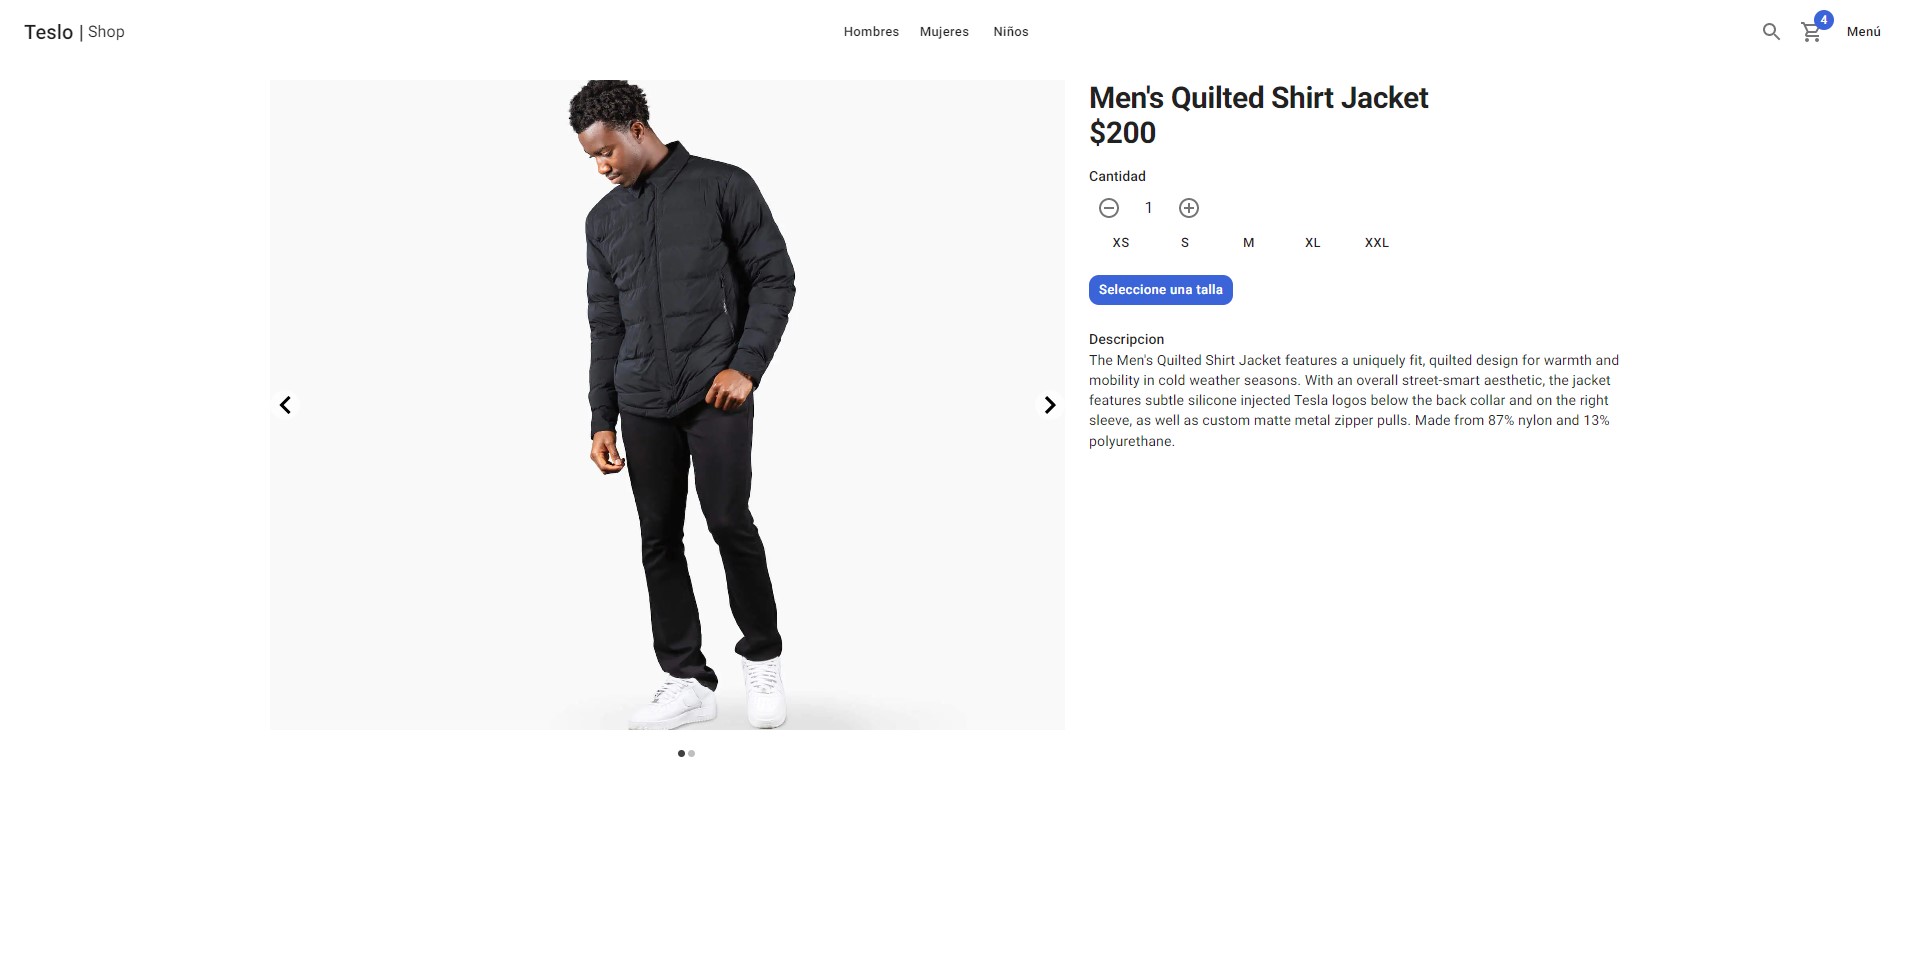 Teslo | Shop
Hombres Mujeres Niños
4
Menú
Men's Quilted Shirt Jacket
$200
Cantidad
1
XS S M XL XXL
Seleccione una talla
Descripcion
The Men's Quilted Shirt Jacket features a uniquely fit, quilted design for warmth and
mobility in cold weather seasons. With an overall street-smart aesthetic, the jacket
features subtle silicone injected Tesla logos below the back collar and on the right
sleeve, as well as custom matte metal zipper pulls. Made from 87% nylon and 13%
polyurethane.